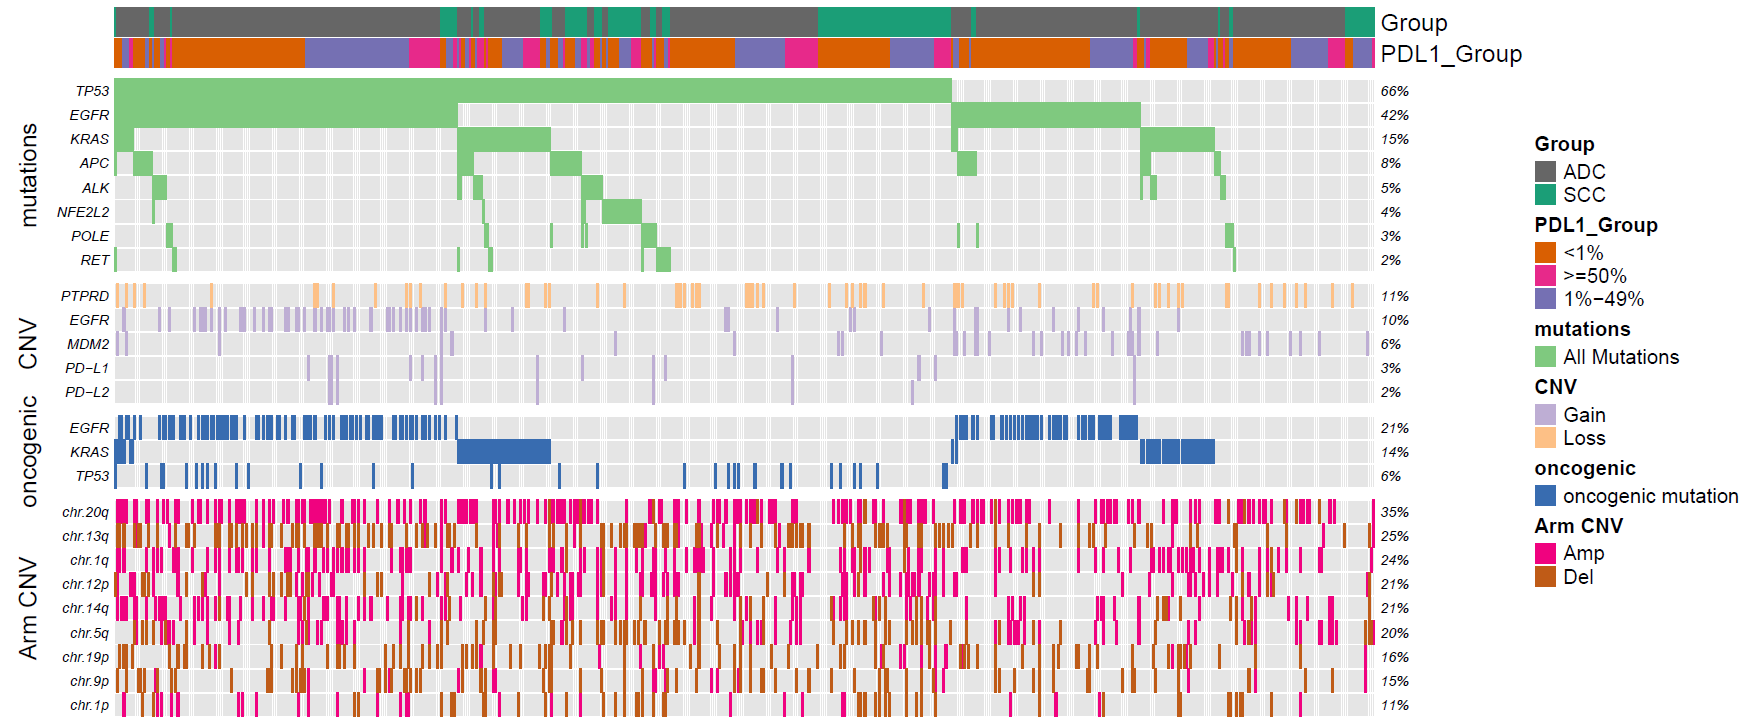 Group
PDL1_Group
mutations
TP53 66%
EGFR 42%
KRAS 15%
APC 8%
ALK 5%
NFE2L2 4%
POLE 3%
RET 2%
CNV
PTPRD 11%
EGFR 10%
MDM2 6%
PD-L1 3%
PD-L2 2%
oncogenic
EGFR 21%
KRAS 14%
TP53 6%
Arm CNV
chr.20q 35%
chr.13q 25%
chr.1q 24%
chr.12p 21%
chr.14q 21%
chr.5q 20%
chr.19p 16%
chr.9p 15%
chr.1p 11%
Group
ADC
SCC
PDL1_Group
<1%
>=50%
1%-49%
mutations
All Mutations
CNV
Gain
Loss
oncogenic
oncogenic mutation
Arm CNV
Amp
Del